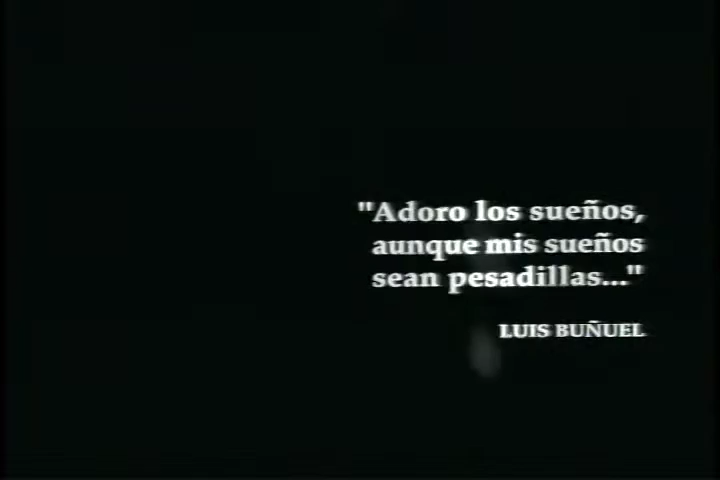 "Adoro los sueños,
aunque mis sueños
sean pesadillas..."
LUIS BUÑUEL